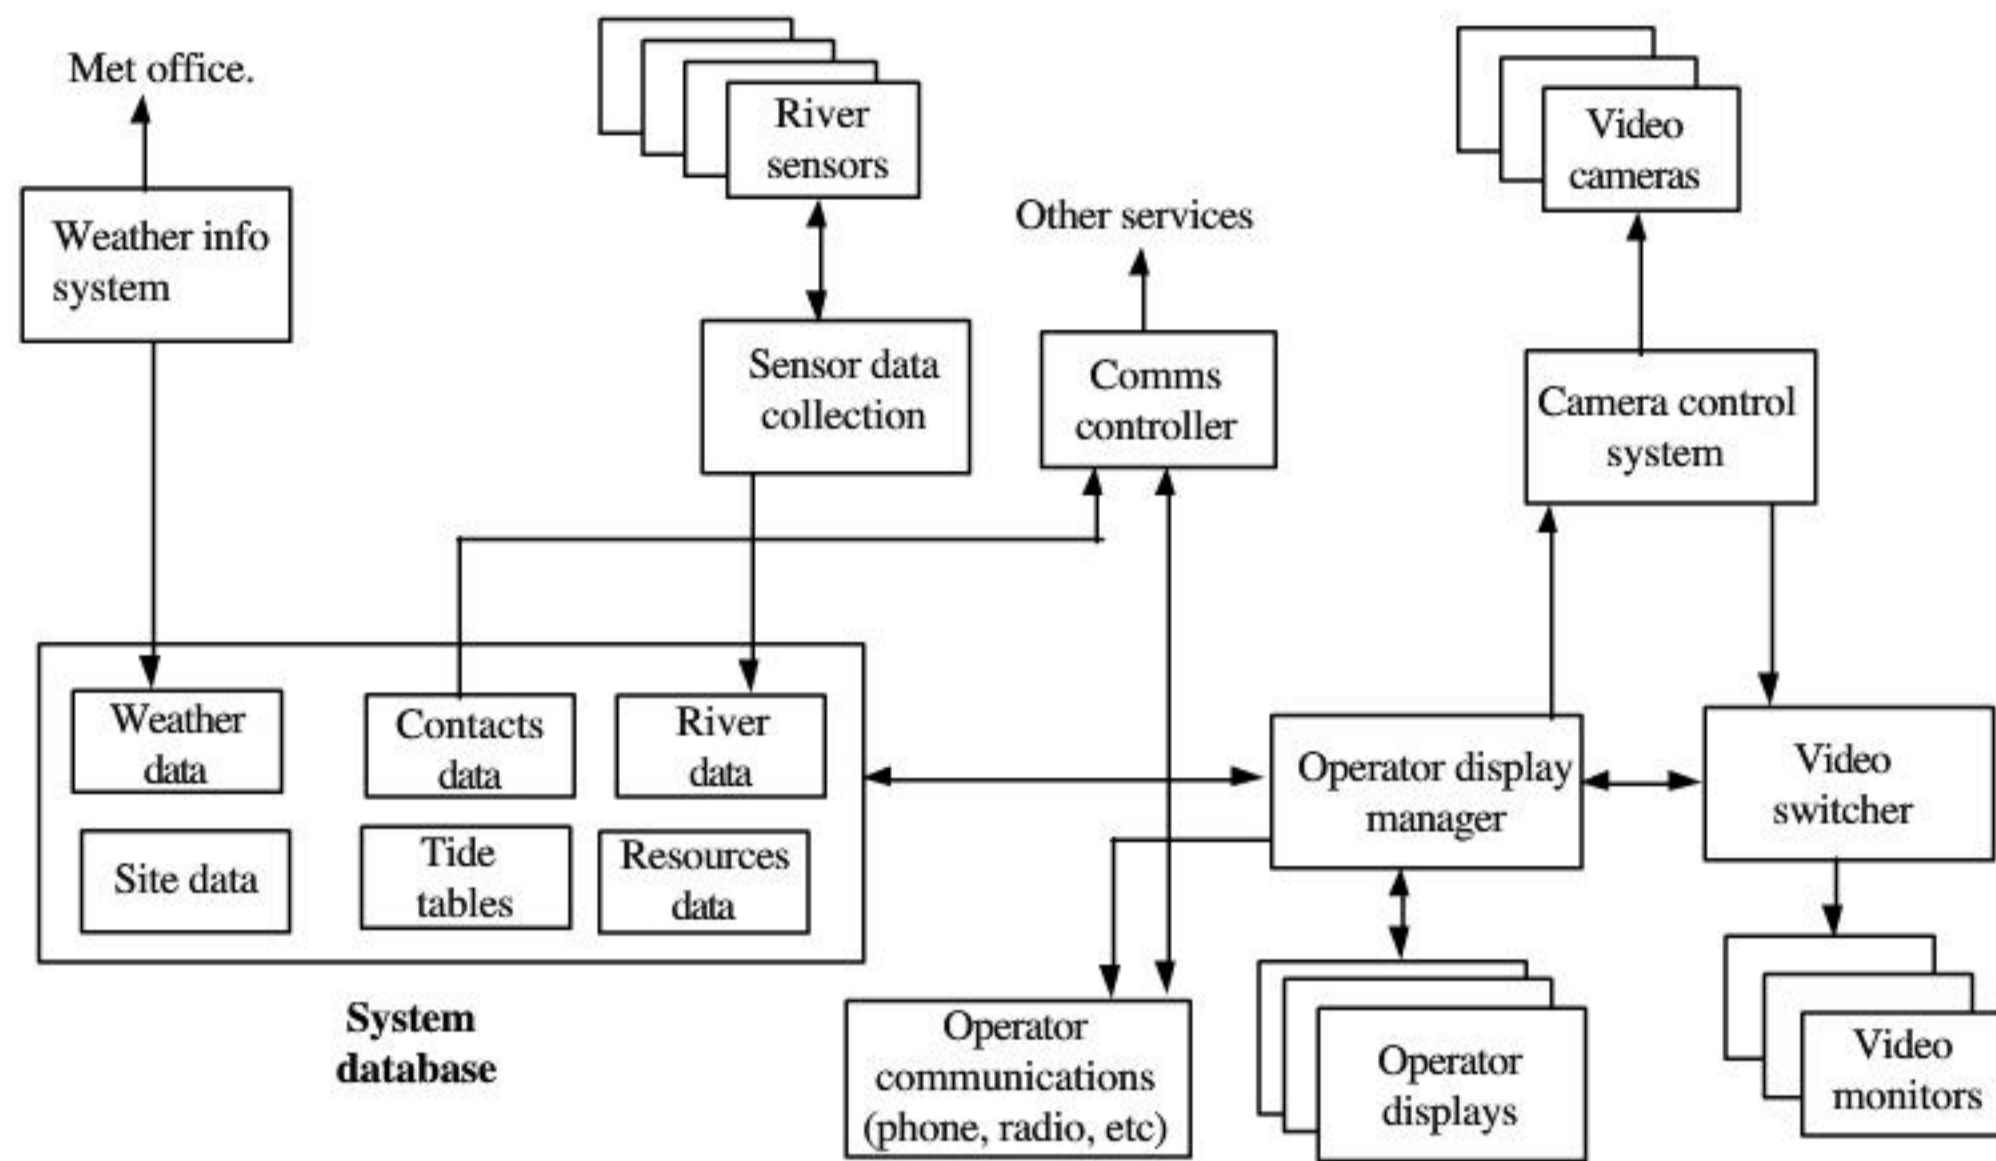 Met office.
River
sensors
Video
cameras
Weather info
system
Other services
Sensor data
collection
Comms
controller
Camera control
system
Weather
data
Contacts
data
River
data
Operator display
manager
Video
switcher
Site data
Tide
tables
Resources
data
System
database
Operator
communications
(phone, radio, etc)
Operator
displays
Video
monitors